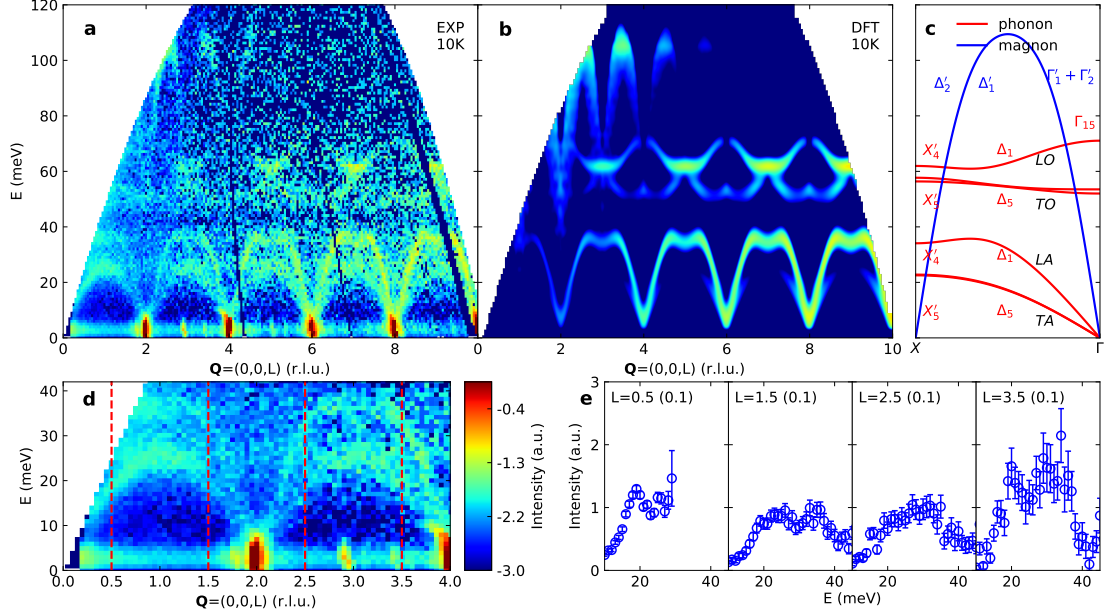 a
EXP
10K
b
DFT
10K
c
phonon
magnon
120
100
80
60
40
20
0
E (meV)
0 2 4 6 8 0
2 4 6 8 10
Q=(0,0,L) (r.l.u.)
Q=(0,0,L) (r.l.u.)
Δ′2 Δ′1 Γ′1 + Γ′2
Γ15
X′4 Δ1 LO
X′5 Δ5 TO
X′4 Δ1 LA
X′5 Δ5 TA
X Γ
d
40
30
20
10
0
E (meV)
0.0 0.5 1.0 1.5 2.0 2.5 3.0 3.5 4.0
Q=(0,0,L) (r.l.u.)
-0.4
-1.3
-2.2
-3.0
Intensity (a.u.)
e
L=0.5 (0.1) L=1.5 (0.1) L=2.5 (0.1) L=3.5 (0.1)
3
2
1
0
Intensity (a.u.)
20 40 20 40 20 40 20 40
E (meV)